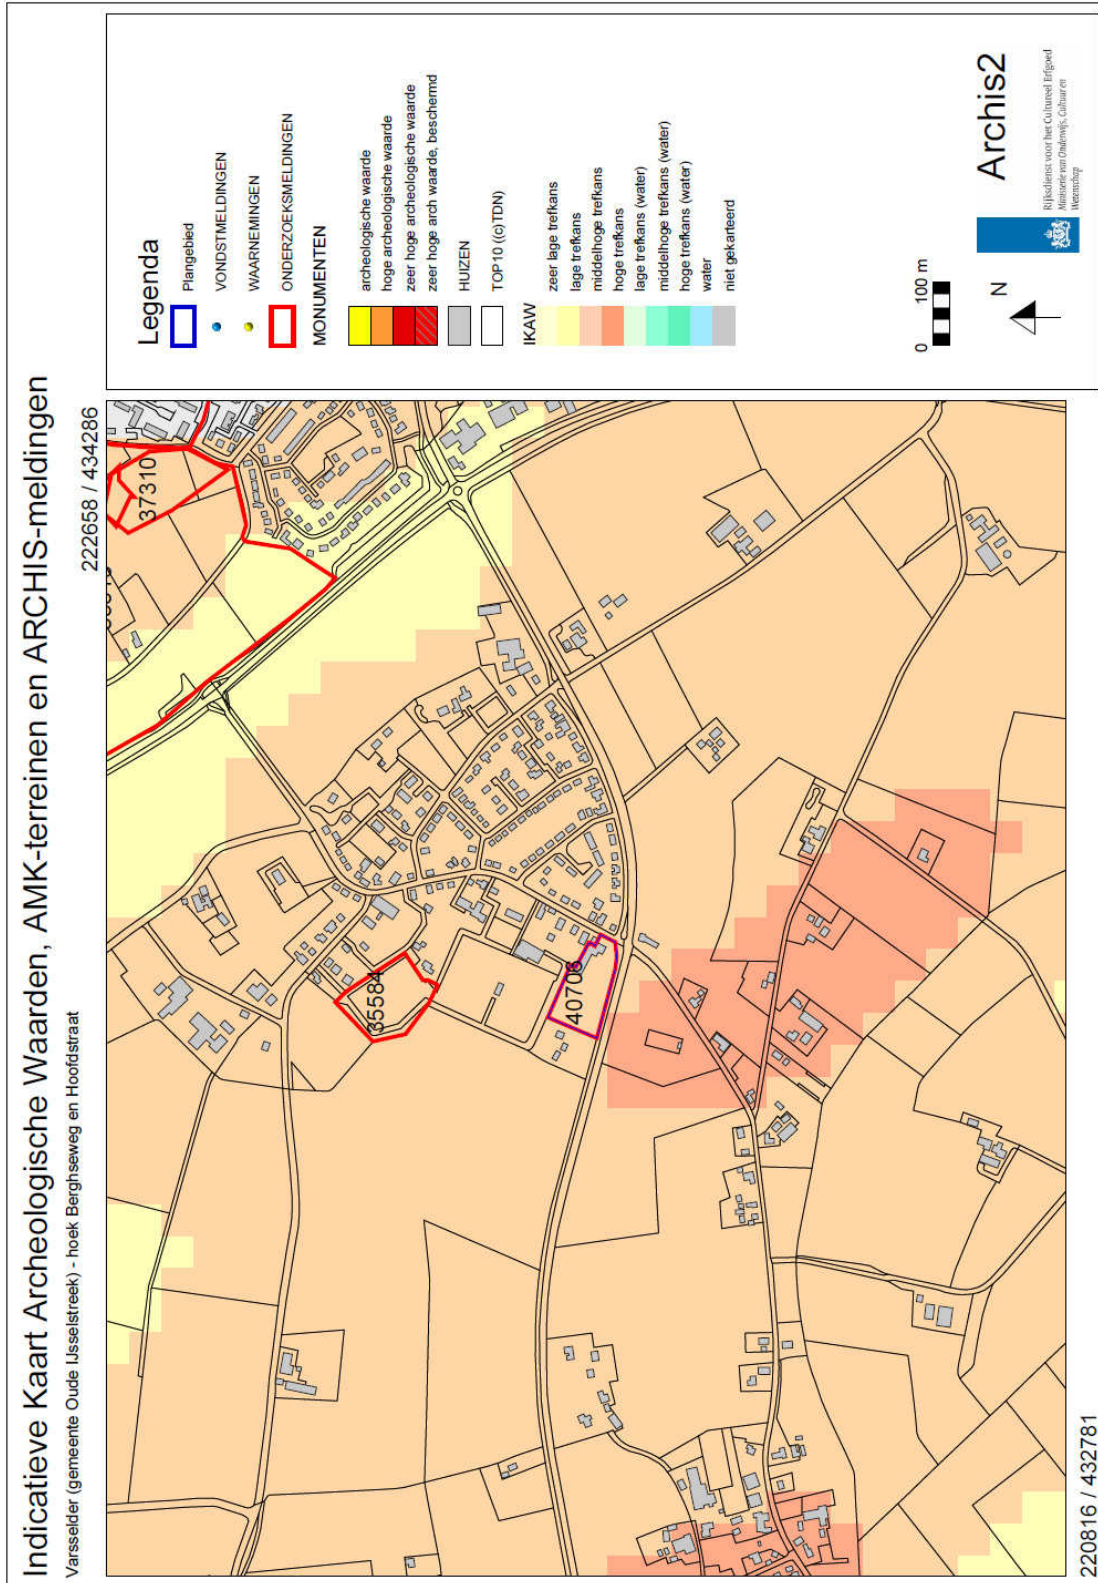 Indicatieve Kaart Archeologische Waarden, AMK-terreinen en ARCHIS-meldingen
Varsselder (gemeente Oude IJsselstreek) - hoek Berghseweg en Hoofdstraat
222658 / 434286
37310
35584
40708
220816 / 432781
Legenda
Plangebied
VONDSTMELDINGEN
WAARNEMINGEN
ONDERZOEKSMELDINGEN
MONUMENTEN
archeologische waarde
hoge archeologische waarde
zeer hoge archeologische waarde
zeer hoge arch waarde, beschermd
HUIZEN
TOP10 ((c)TDN)
IKAW
zeer lage trefkans
lage trefkans
middelhoge trefkans
hoge trefkans
lage trefkans (water)
middelhoge trefkans (water)
hoge trefkans (water)
water
niet gekarteerd
0 100 m
N
Archis2
Rijksdienst voor het Cultureel Erfgoed
Ministerie van Onderwijs, Cultuur en
Wetenschap